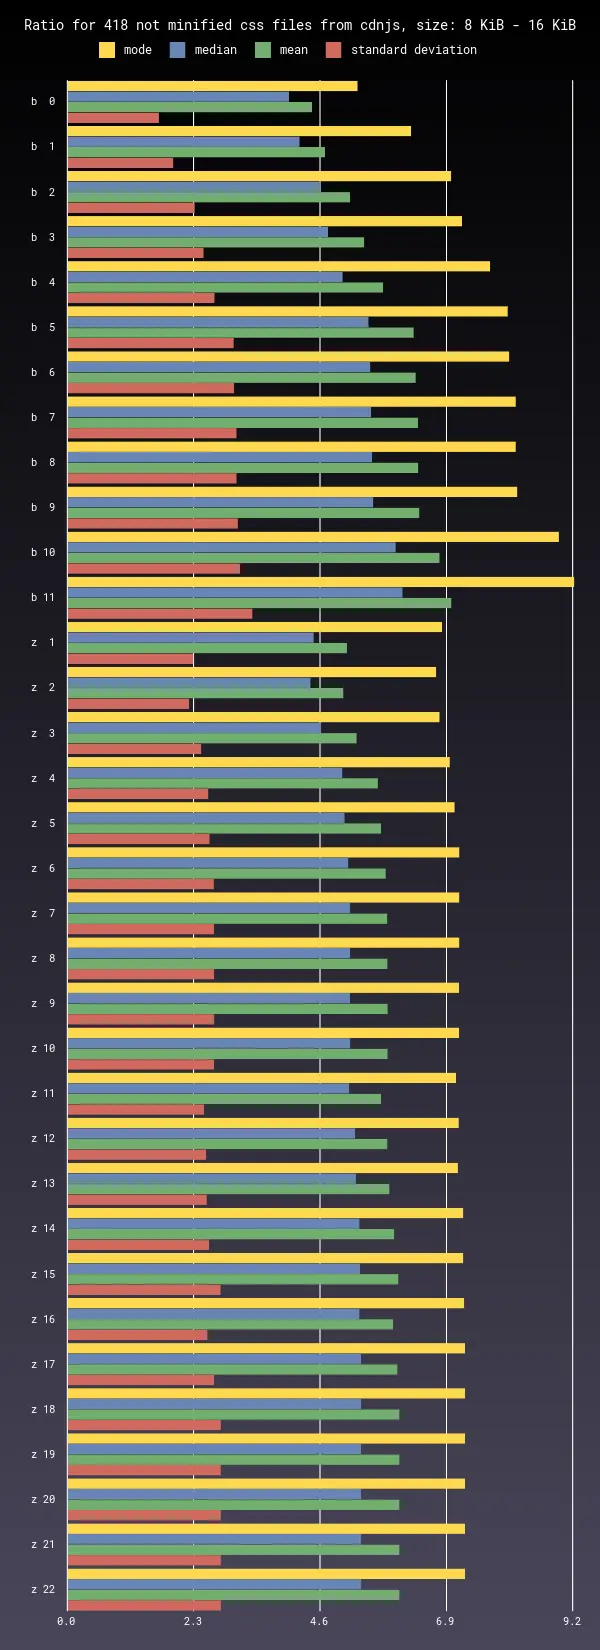 Ratio for 418 not minified css files from cdnjs, size: 8 KiB - 16 KiB
mode median mean standard deviation
b 0
b 1
b 2
b 3
b 4
b 5
b 6
b 7
b 8
b 9
b 10
b 11
z 1
z 2
z 3
z 4
z 5
z 6
z 7
z 8
z 9
z 10
z 11
z 12
z 13
z 14
z 15
z 16
z 17
z 18
z 19
z 20
z 21
z 22
0.0 2.3 4.6 6.9 9.2